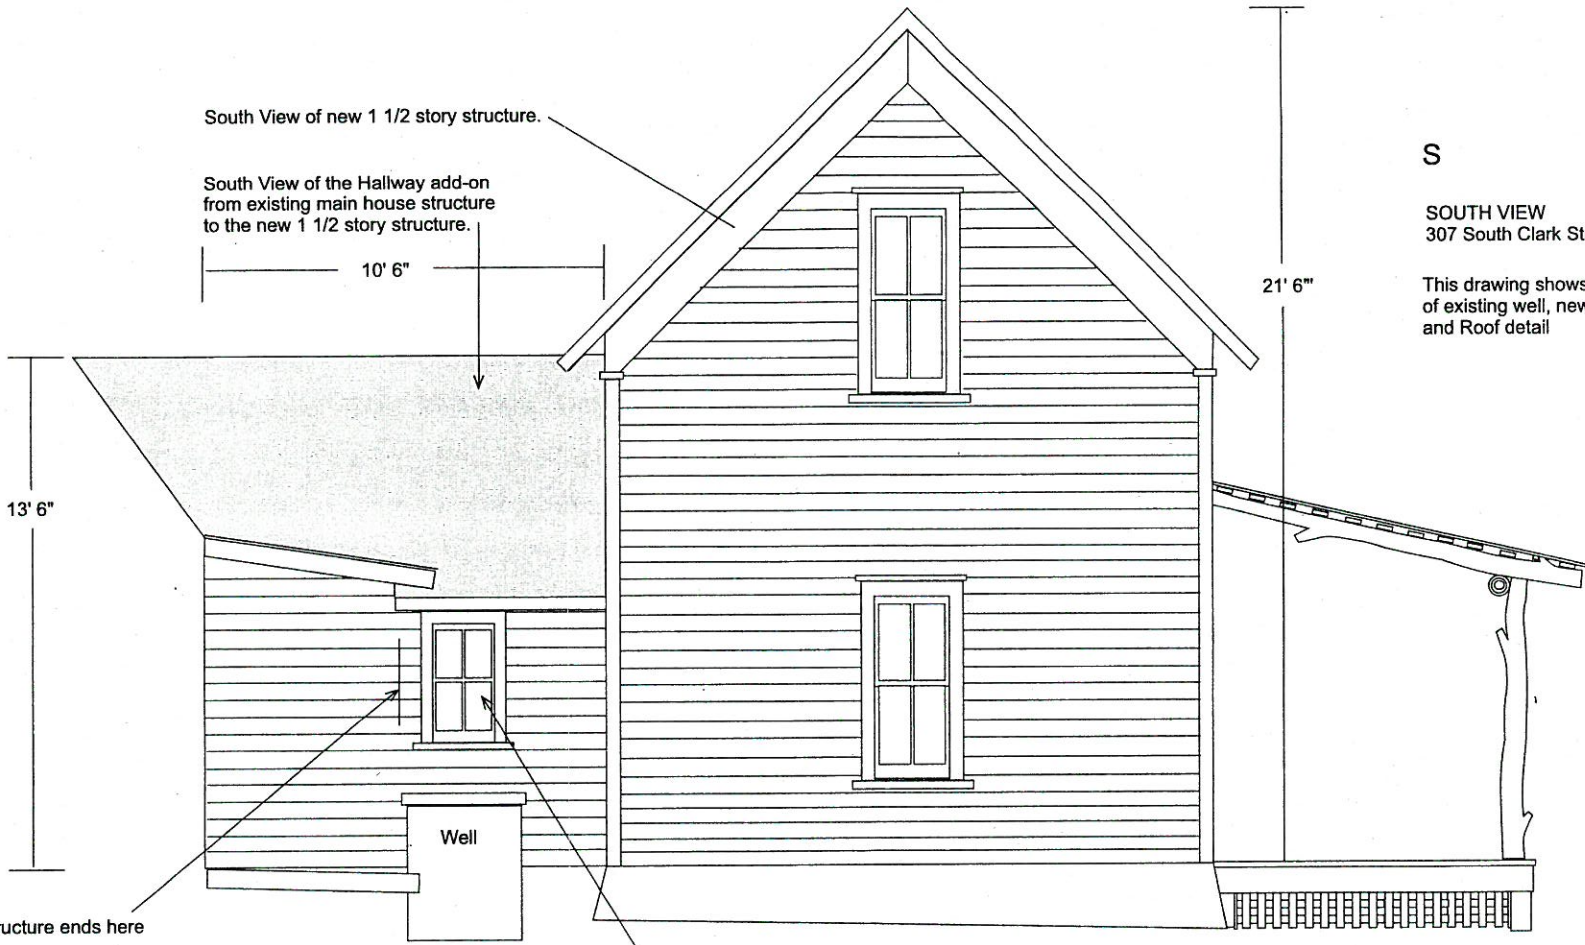 South View of new 1 1/2 story structure.
South View of the Hallway add-on
from existing main house structure
to the new 1 1/2 story structure.
10' 6"
13' 6"
21' 6'"
S
SOUTH VIEW
307 South Clark St
This drawing shows
of existing well, new
and Roof detail
Well
ucture ends here